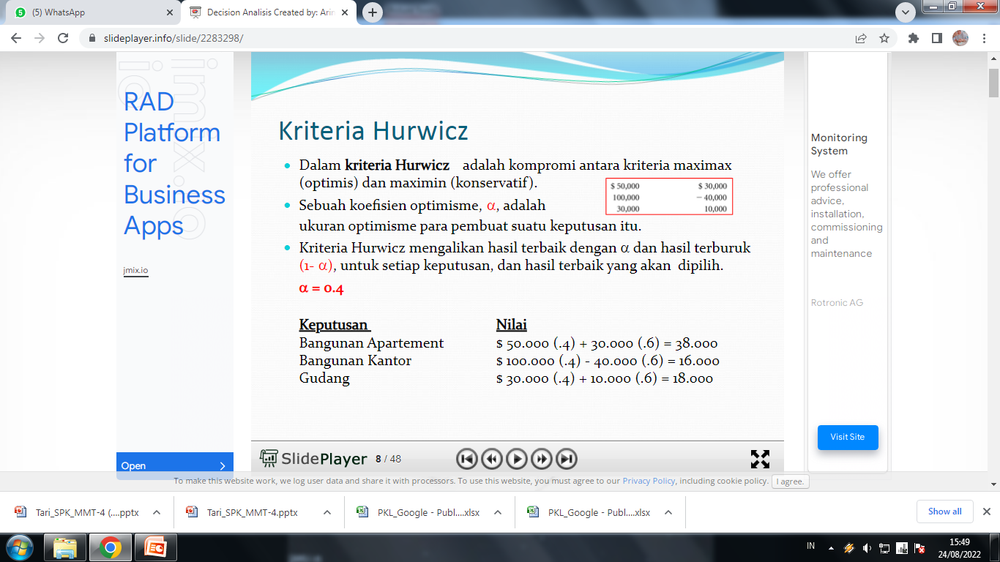 (5) WhatsApp
Decision Analisis Created by: Arin
slideplayer.info/slide/2283298/
RAD
Platform
for
Business
Apps
jmix.io
Open
Kriteria Hurwicz
Dalam kriteria Hurwicz adalah kompromi antara kriteria maximax
(optimis) dan maximin (konservatif).
$ 50,000 $ 30,000
100,000 − 40,000
30,000 10,000
Sebuah koefisien optimisme, α, adalah
ukuran optimisme para pembuat suatu keputusan itu.
Kriteria Hurwicz mengalikan hasil terbaik dengan α dan hasil terburuk
(1- α), untuk setiap keputusan, dan hasil terbaik yang akan dipilih.
α = 0.4
Keputusan Nilai
Bangunan Apartement $ 50.000 (.4) + 30.000 (.6) = 38.000
Bangunan Kantor $ 100.000 (.4) - 40.000 (.6) = 16.000
Gudang $ 30.000 (.4) + 10.000 (.6) = 18.000
SlidePlayer 8 / 48
Monitoring
System
We offer
professional
advice,
installation,
commissioning
and
maintenance
Rotronic AG
Visit Site
To make this website work, we log user data and share it with processors. To use this website, you must agree to our Privacy Policy, including cookie policy. I agree.
Tari_SPK_MMT-4 (....pptx
Tari_SPK_MMT-4.pptx
PKL_Google - Publ....xlsx
PKL_Google - Publ....xlsx
Show all
IN
15:49
24/08/2022